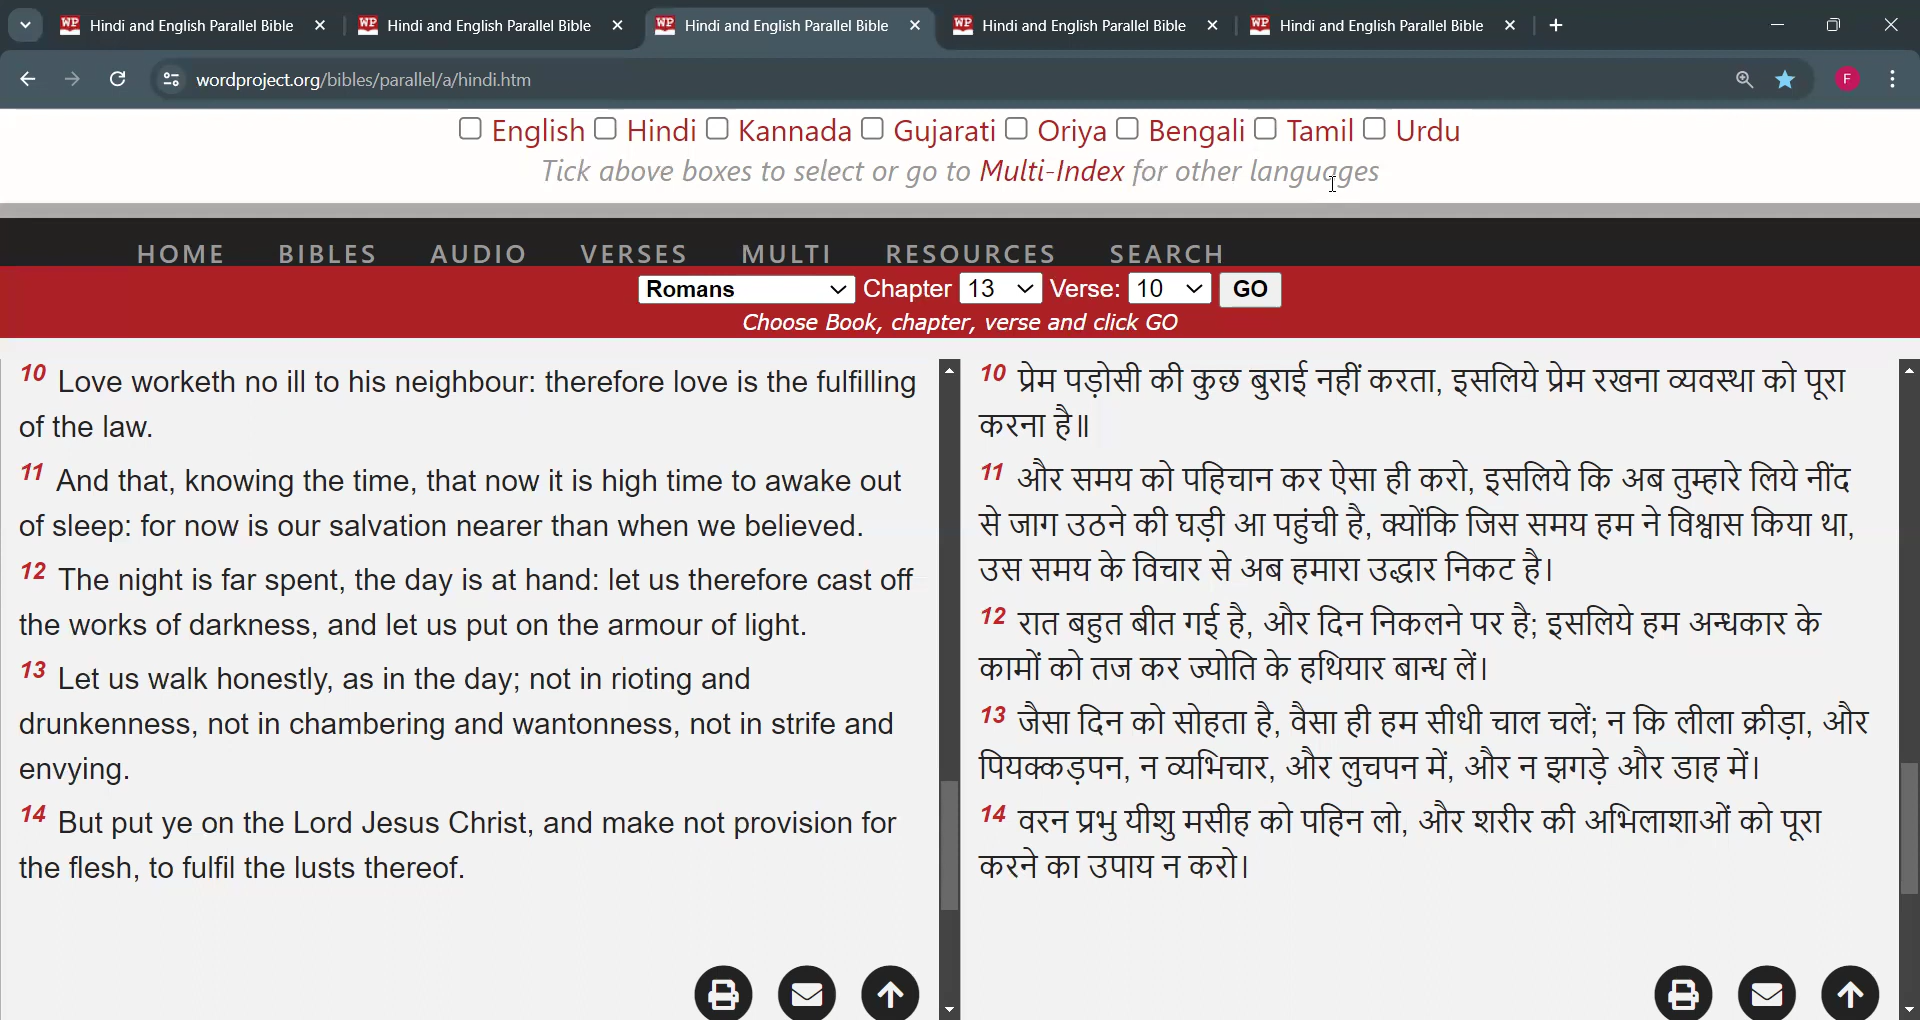 Hindi and English Parallel Bible
Hindi and English Parallel Bible
Hindi and English Parallel Bible
Hindi and English Parallel Bible
Hindi and English Parallel Bible
wordproject.org/bibles/parallel/a/hindi.htm
F
English Hindi Kannada Gujarati Oriya Bengali Tamil Urdu
Tick above boxes to select or go to Multi-Index for other languages
HOME BIBLES AUDIO VERSES MULTI RESOURCES SEARCH
Romans Chapter 13 Verse: 10 GO
Choose Book, chapter, verse and click GO
10 Love worketh no ill to his neighbour: therefore love is the fulfilling
of the law.
11 And that, knowing the time, that now it is high time to awake out
of sleep: for now is our salvation nearer than when we believed.
12 The night is far spent, the day is at hand: let us therefore cast off
the works of darkness, and let us put on the armour of light.
13 Let us walk honestly, as in the day; not in rioting and
drunkenness, not in chambering and wantonness, not in strife and
envying.
14 But put ye on the Lord Jesus Christ, and make not provision for
the flesh, to fulfil the lusts thereof.
10 प्रेम पड़ोसी की कुछ बुराई नहीं करता, इसलिये प्रेम रखना व्यवस्था को पूरा
करना है॥
11 और समय को पहिचान कर ऐसा ही करो, इसलिये कि अब तुम्हारे लिये नींद
से जाग उठने की घड़ी आ पहुंची है, क्योंकि जिस समय हम ने विश्वास किया था,
उस समय के विचार से अब हमारा उद्धार निकट है।
12 रात बहुत बीत गई है, और दिन निकलने पर है; इसलिये हम अन्धकार के
कामों को तज कर ज्योति के हथियार बान्ध लें।
13 जैसा दिन को सोहता है, वैसा ही हम सीधी चाल चलें; न कि लीला क्रीड़ा, और
पियक्कड़पन, न व्यभिचार, और लुचपन में, और न झगड़े और डाह में।
14 वरन प्रभु यीशु मसीह को पहिन लो, और शरीर की अभिलाशाओं को पूरा
करने का उपाय न करो।